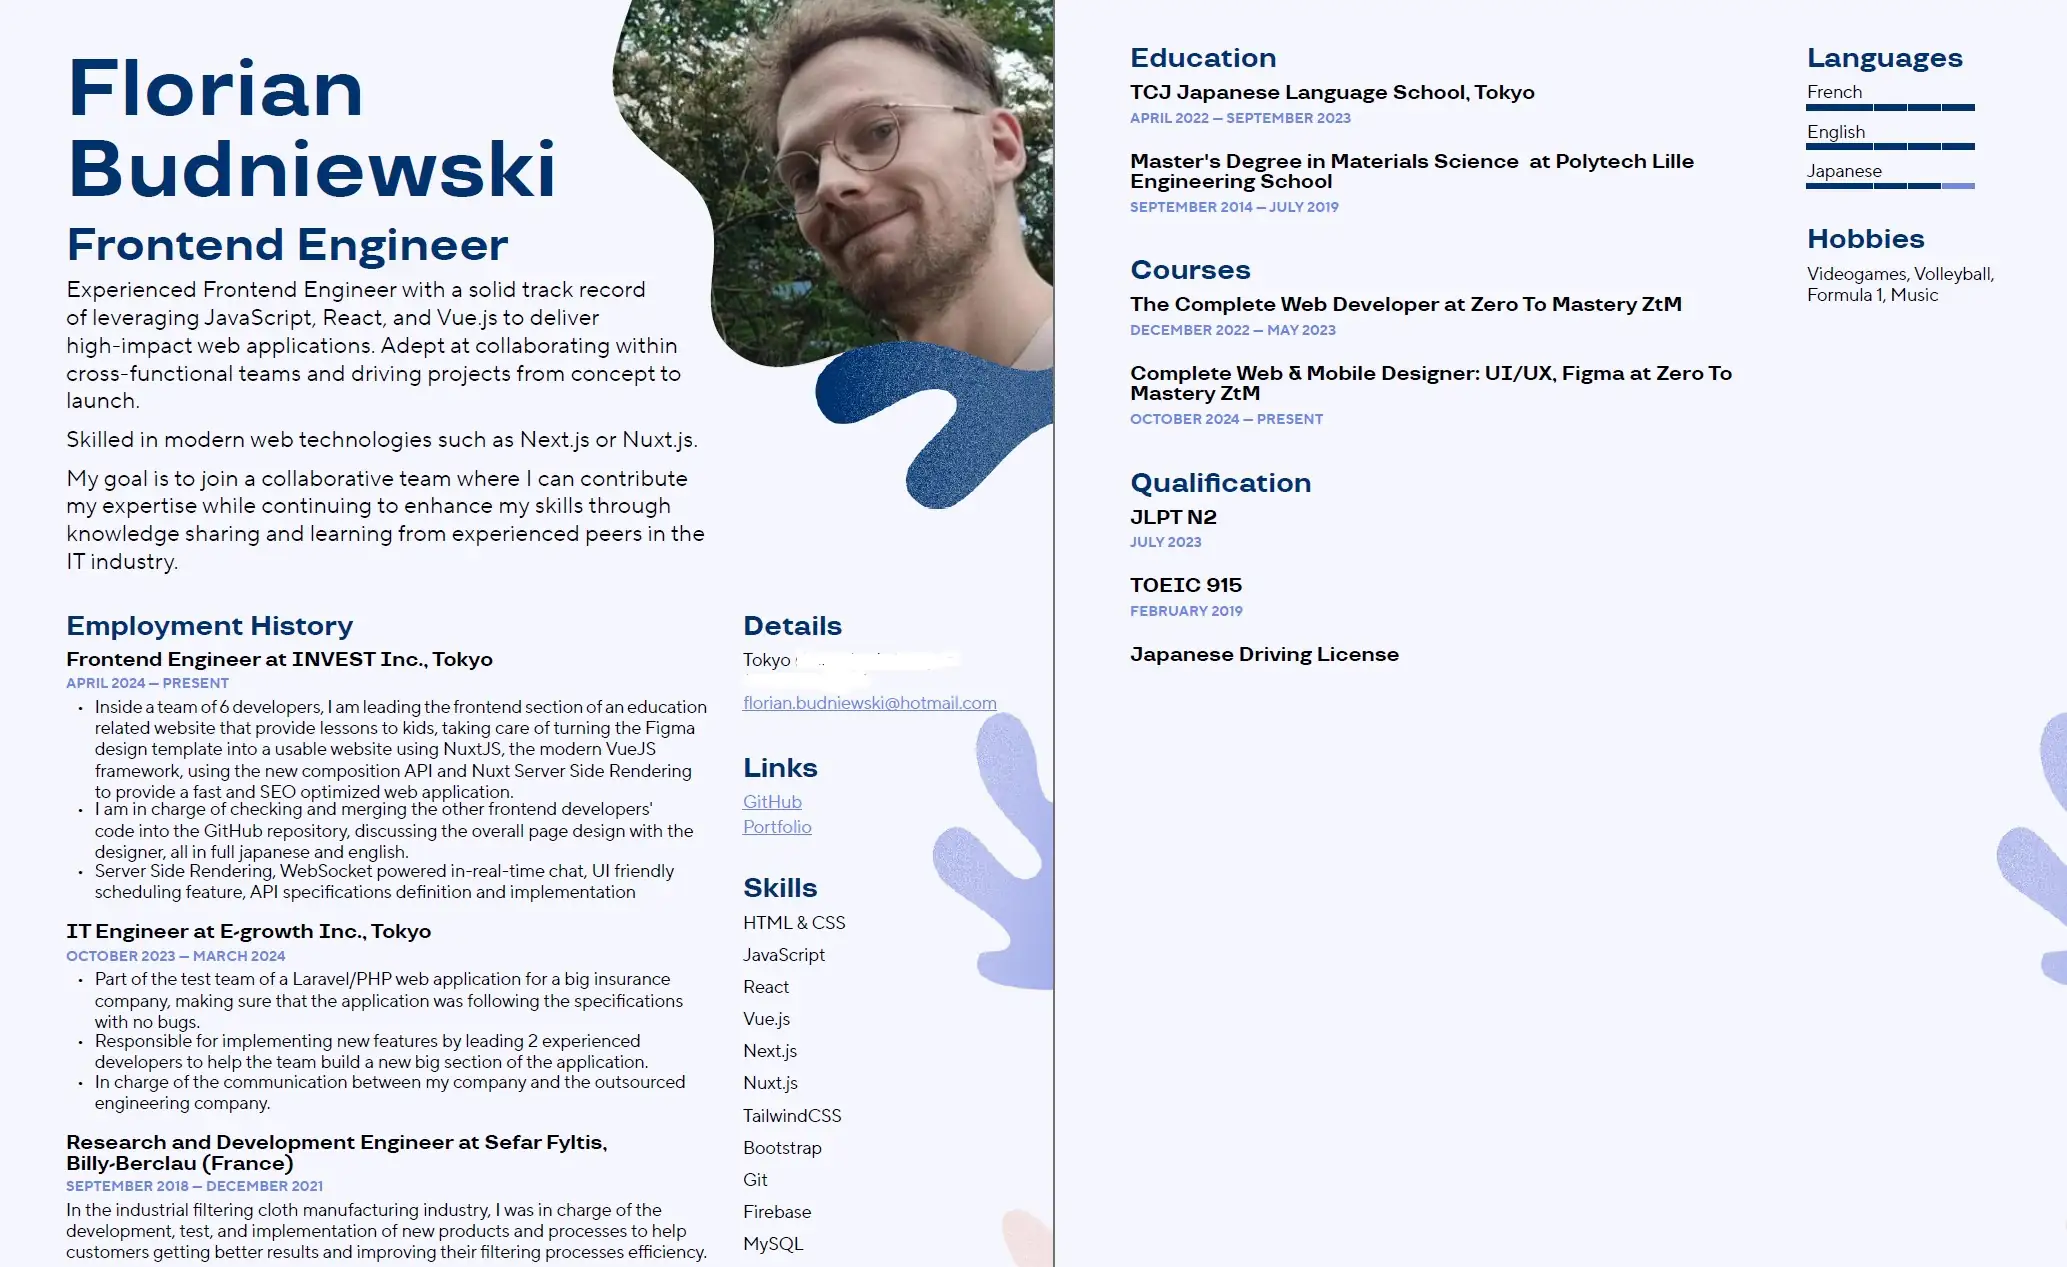 Florian
Budniewski
Frontend Engineer
Experienced Frontend Engineer with a solid track record
of leveraging JavaScript, React, and Vue.js to deliver
high-impact web applications. Adept at collaborating within
cross-functional teams and driving projects from concept to
launch.
Skilled in modern web technologies such as Next.js or Nuxt.js.
My goal is to join a collaborative team where I can contribute
my expertise while continuing to enhance my skills through
knowledge sharing and learning from experienced peers in the
IT industry.
Employment History
Frontend Engineer at INVEST Inc., Tokyo
APRIL 2024 — PRESENT
• Inside a team of 6 developers, I am leading the frontend section of an education
related website that provide lessons to kids, taking care of turning the Figma
design template into a usable website using NuxtJS, the modern VueJS
framework, using the new composition API and Nuxt Server Side Rendering
to provide a fast and SEO optimized web application.
• I am in charge of checking and merging the other frontend developers'
code into the GitHub repository, discussing the overall page design with the
designer, all in full japanese and english.
• Server Side Rendering, WebSocket powered in-real-time chat, UI friendly
scheduling feature, API specifications definition and implementation
IT Engineer at E-growth Inc., Tokyo
OCTOBER 2023 — MARCH 2024
• Part of the test team of a Laravel/PHP web application for a big insurance
company, making sure that the application was following the specifications
with no bugs.
• Responsible for implementing new features by leading 2 experienced
developers to help the team build a new big section of the application.
• In charge of the communication between my company and the outsourced
engineering company.
Research and Development Engineer at Sefar Fyltis,
Billy-Berclau (France)
SEPTEMBER 2018 — DECEMBER 2021
In the industrial filtering cloth manufacturing industry, I was in charge of the
development, test, and implementation of new products and processes to help
customers getting better results and improving their filtering processes efficiency.
Details
Tokyo
florian.budniewski@hotmail.com
Links
GitHub
Portfolio
Skills
HTML & CSS
JavaScript
React
Vue.js
Next.js
Nuxt.js
TailwindCSS
Bootstrap
Git
Firebase
MySQL
Education
TCJ Japanese Language School, Tokyo
APRIL 2022 — SEPTEMBER 2023
Master's Degree in Materials Science at Polytech Lille
Engineering School
SEPTEMBER 2014 — JULY 2019
Courses
The Complete Web Developer at Zero To Mastery ZtM
DECEMBER 2022 — MAY 2023
Complete Web & Mobile Designer: UI/UX, Figma at Zero To
Mastery ZtM
OCTOBER 2024 — PRESENT
Qualification
JLPT N2
JULY 2023
TOEIC 915
FEBRUARY 2019
Japanese Driving License
Languages
French
English
Japanese
Hobbies
Videogames, Volleyball,
Formula 1, Music